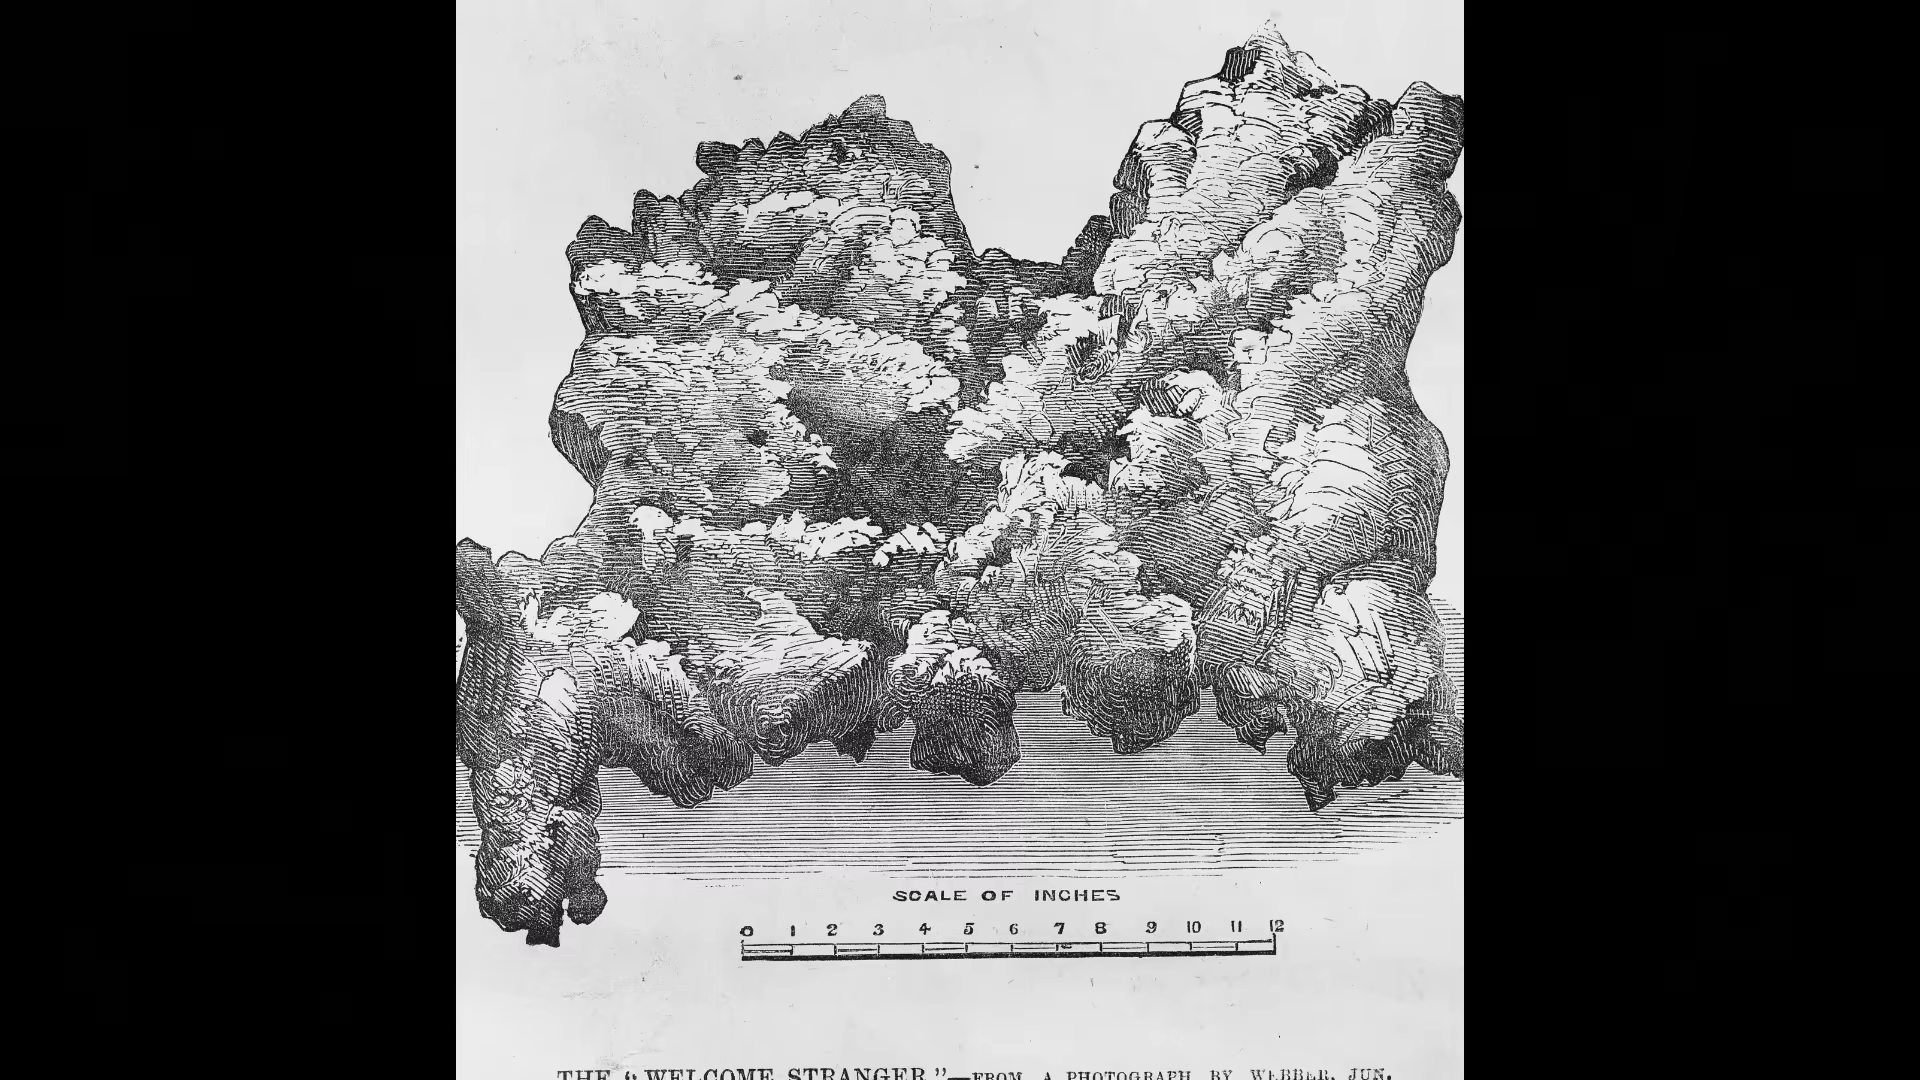 SCALE OF INCHES
0 1 2 3 4 5 6 7 8 9 10 11 12
THE "WELCOME STRANGER"—FROM A PHOTOGRAPH BY WEBBER, JUN.